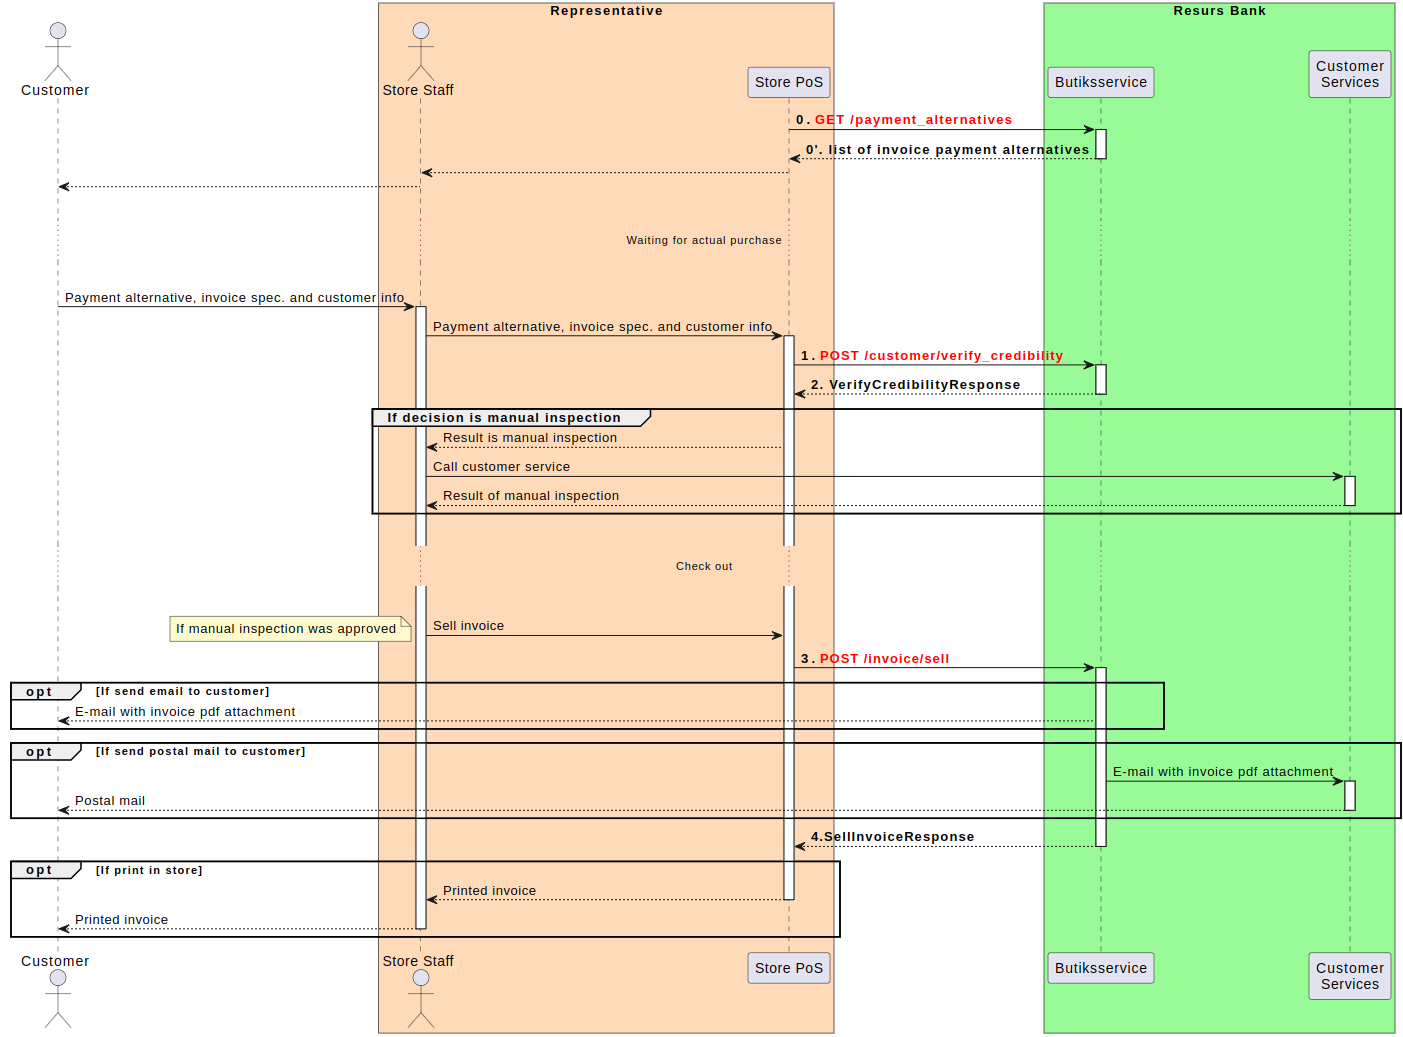 Representative
Resurs Bank
Customer
Store Staff
Store PoS
Butiksservice
Customer
Services
0. GET /payment_alternatives
0'. list of invoice payment alternatives
Waiting for actual purchase
Payment alternative, invoice spec. and customer info
Payment alternative, invoice spec. and customer info
1. POST /customer/verify_credibility
2. VerifyCredibilityResponse
If decision is manual inspection
Result is manual inspection
Call customer service
Result of manual inspection
Check out
If manual inspection was approved
Sell invoice
3. POST /invoice/sell
opt [If send email to customer]
E-mail with invoice pdf attachment
opt [If send postal mail to customer]
E-mail with invoice pdf attachment
Postal mail
4.SellInvoiceResponse
opt [If print in store]
Printed invoice
Printed invoice
Customer
Store Staff
Store PoS
Butiksservice
Customer
Services